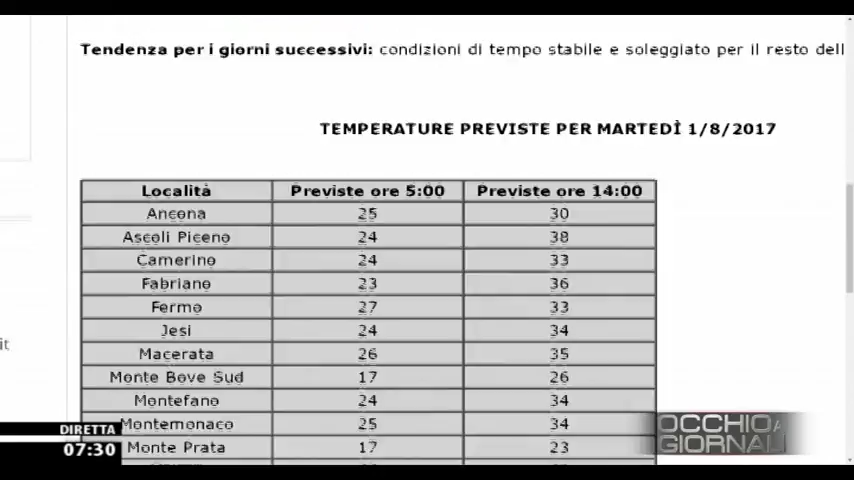 Tendenza per i giorni successivi: condizioni di tempo stabile e soleggiato per il resto dell
TEMPERATURE PREVISTE PER MARTEDÌ 1/8/2017
Località Previste ore 5:00 Previste ore 14:00
Ancona 25 30
Ascoli Piceno 24 38
Camerino 24 33
Fabriano 23 36
Fermo 27 33
Jesi 24 34
it
Macerata 26 35
Monte Bove Sud 17 26
Montefano 24 34
Montemonaco 25 34
Monte Prata 17 23
DIRETTA
07:30
OCCHIO AI
GIORNALI